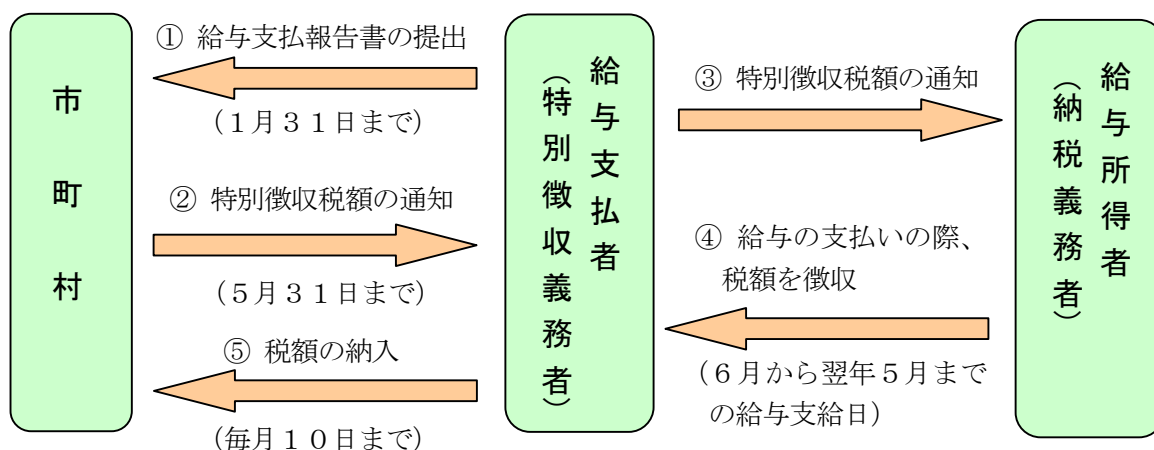 市町村
① 給与支払報告書の提出
（１月３１日まで）
② 特別徴収税額の通知
（５月３１日まで）
⑤ 税額の納入
（毎月１０日まで）
給与支払者
（特別徴収義務者）
③ 特別徴収税額の通知
④ 給与の支払いの際、
税額を徴収
（６月から翌年５月まで
の給与支給日）
給与所得者
（納税義務者）